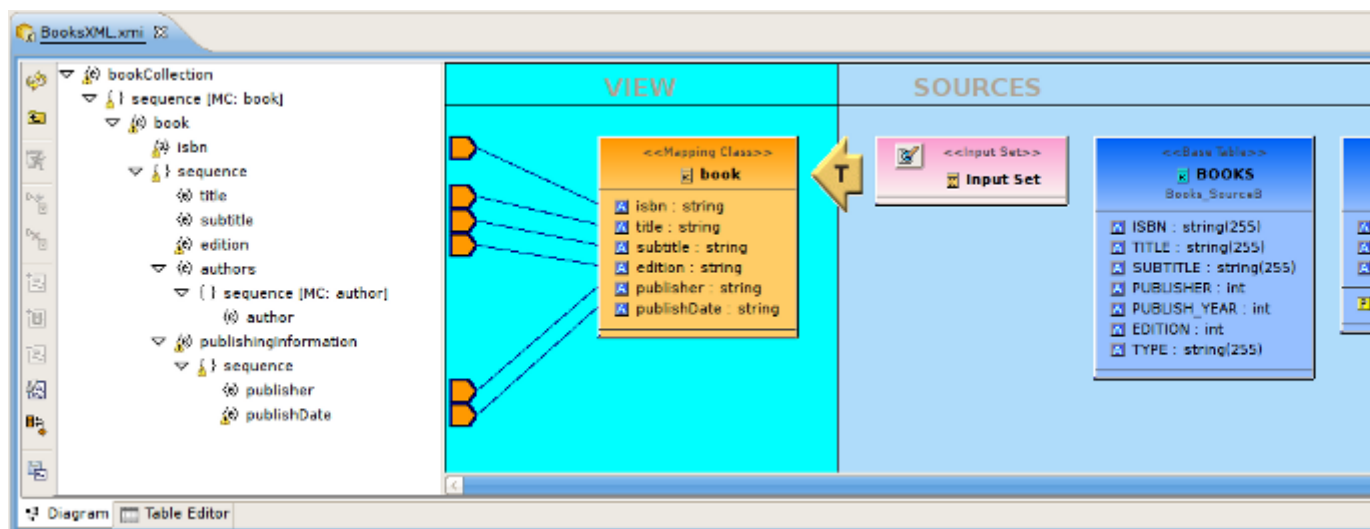 BooksXML.xmi
bookCollection
sequence [MC: book]
book
isbn
sequence
title
subtitle
edition
authors
sequence [MC: author]
author
publishingInformation
sequence
publisher
publishDate
VIEW
SOURCES
<<Mapping Class>>
book
isbn : string
title : string
subtitle : string
edition : string
publisher : string
publishDate : string
T
<<Input Set>>
Input Set
<<Base Table>>
BOOKS
Books_SourceB
ISBN : string(255)
TITLE : string(255)
SUBTITLE : string(255)
PUBLISHER : int
PUBLISH_YEAR : int
EDITION : int
TYPE : string(255)
Diagram
Table Editor